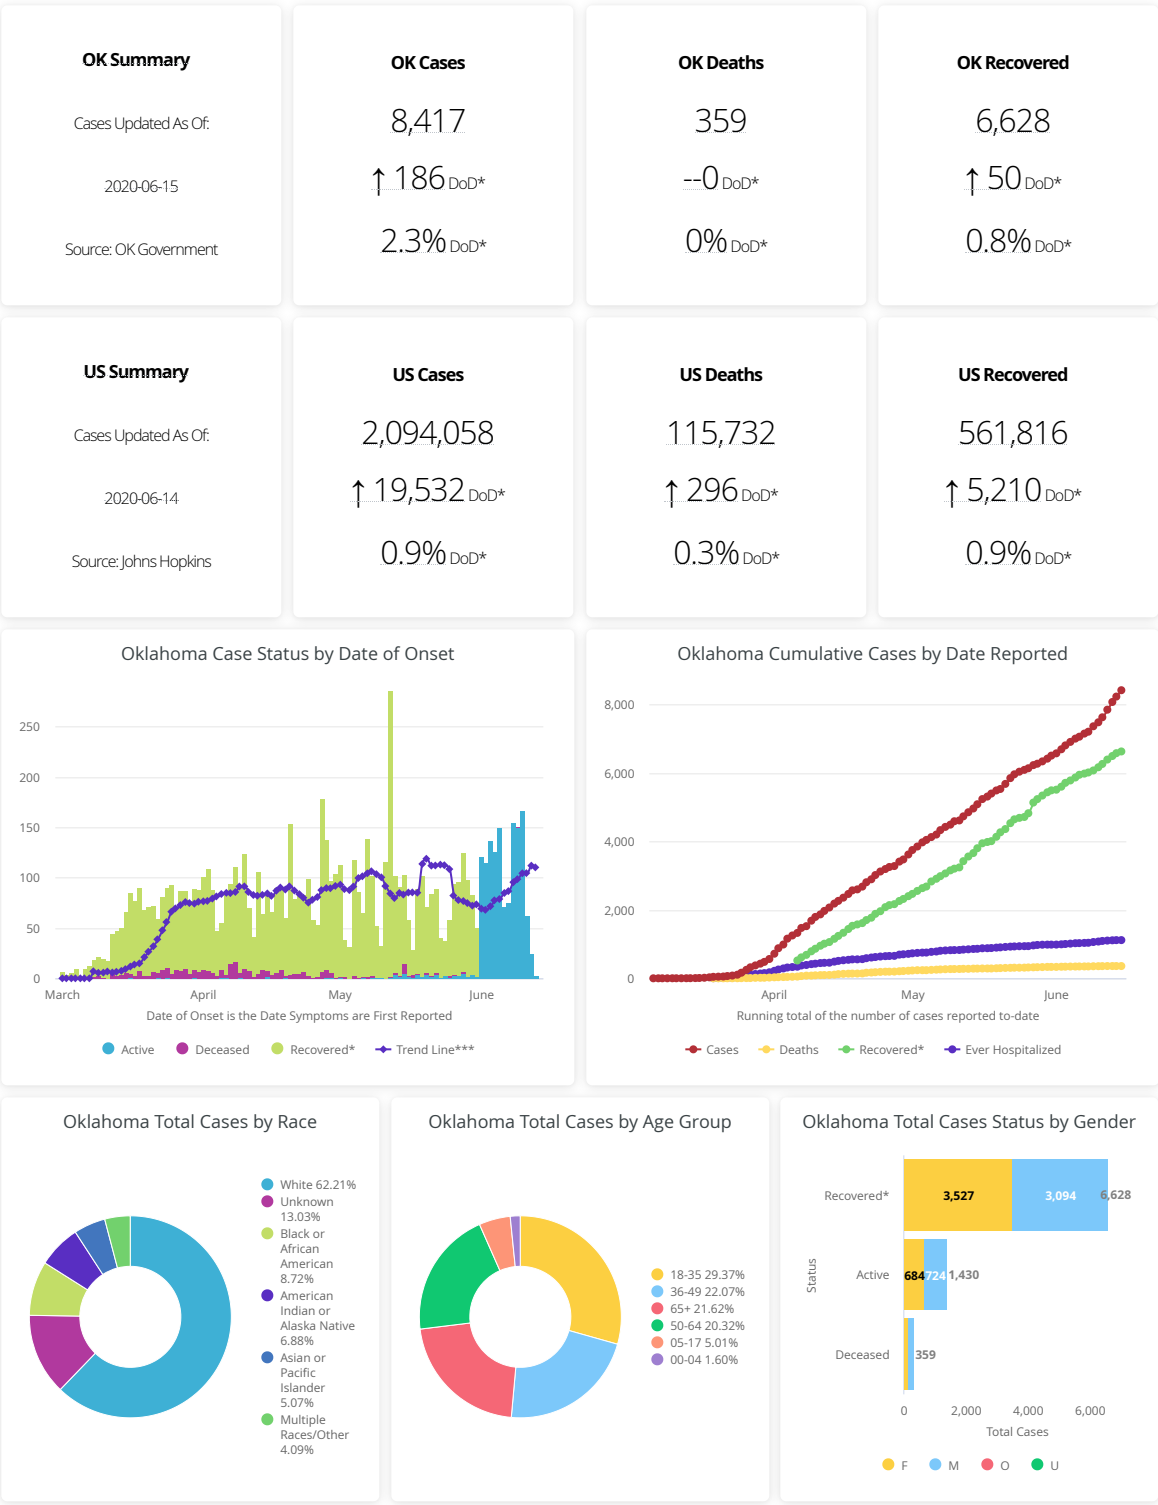 OK Summary
Cases Updated As Of:
2020-06-15
Source: OK Government
OK Cases
8,417
↑ 186 DoD*
2.3% DoD*
OK Deaths
359
--0 DoD*
0% DoD*
OK Recovered
6,628
↑ 50 DoD*
0.8% DoD*
US Summary
Cases Updated As Of:
2020-06-14
Source: Johns Hopkins
US Cases
2,094,058
↑ 19,532 DoD*
0.9% DoD*
US Deaths
115,732
↑ 296 DoD*
0.3% DoD*
US Recovered
561,816
↑ 5,210 DoD*
0.9% DoD*
Oklahoma Case Status by Date of Onset
250
200
150
100
50
0
March April May June
Date of Onset is the Date Symptoms are First Reported
Active Deceased Recovered* Trend Line***
Oklahoma Cumulative Cases by Date Reported
8,000
6,000
4,000
2,000
0
April May June
Running total of the number of cases reported to-date
Cases Deaths Recovered* Ever Hospitalized
Oklahoma Total Cases by Race
White 62.21%
Unknown
13.03%
Black or
African
American
8.72%
American
Indian or
Alaska Native
6.88%
Asian or
Pacific
Islander
5.07%
Multiple
Races/Other
4.09%
Oklahoma Total Cases by Age Group
18-35 29.37%
36-49 22.07%
65+ 21.62%
50-64 20.32%
05-17 5.01%
00-04 1.60%
Oklahoma Total Cases Status by Gender
Status
Recovered* 3,527 3,094 6,628
Active 684 724 1,430
Deceased 359
0 2,000 4,000 6,000
Total Cases
F M O U